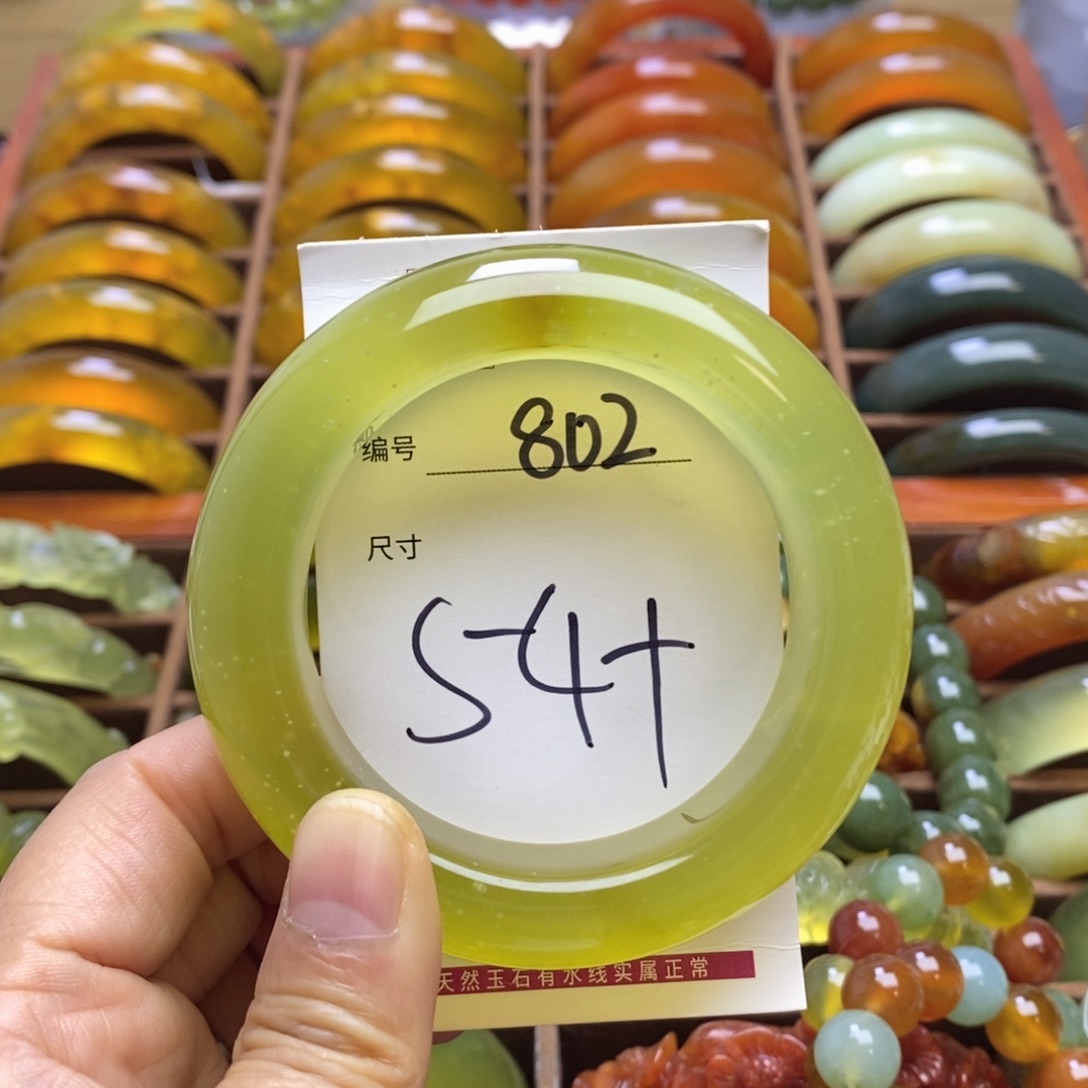 编号 802
尺寸
54+
天然玉石有水线实属正常